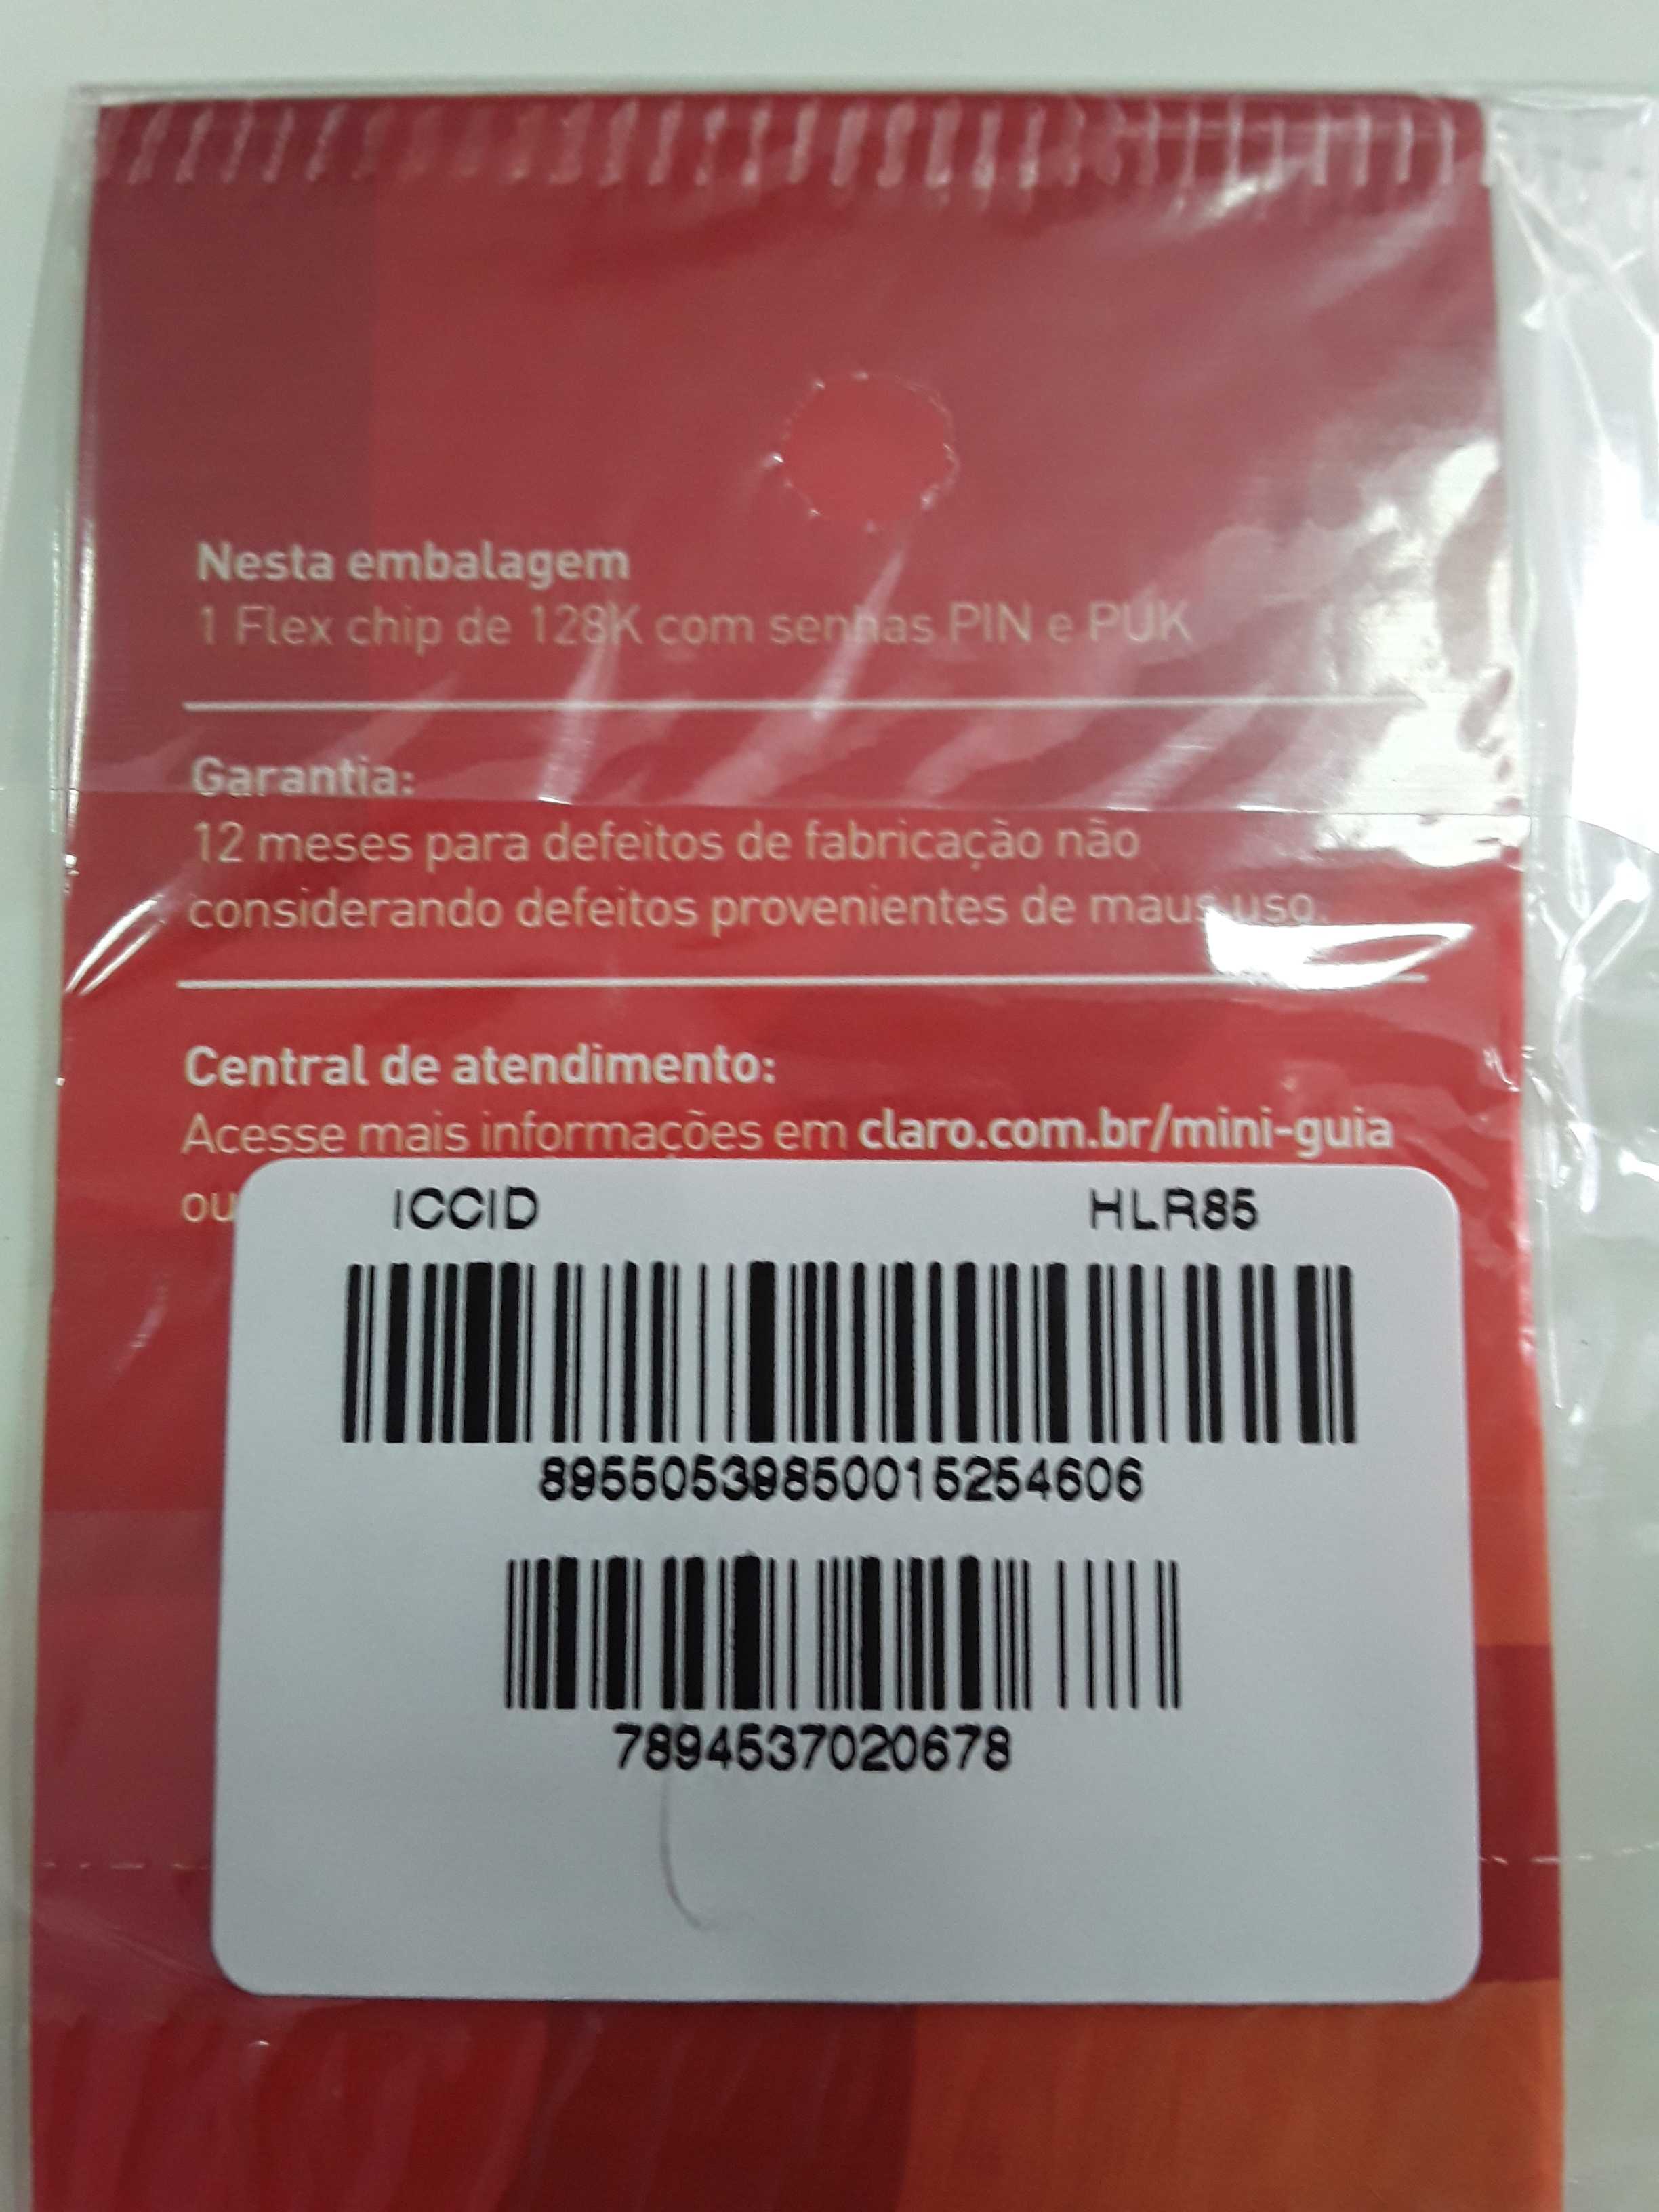 Nesta embalagem
1 Flex chip de 128K com senhas PIN e PUK
Garantia:
12 meses para defeitos de fabricação não
considerando defeitos provenientes de maus uso.
Central de atendimento:
Acesse mais informações em claro.com.br/mini-guia
ou
ICCID HLR85
89550539850015254606
7894537020678